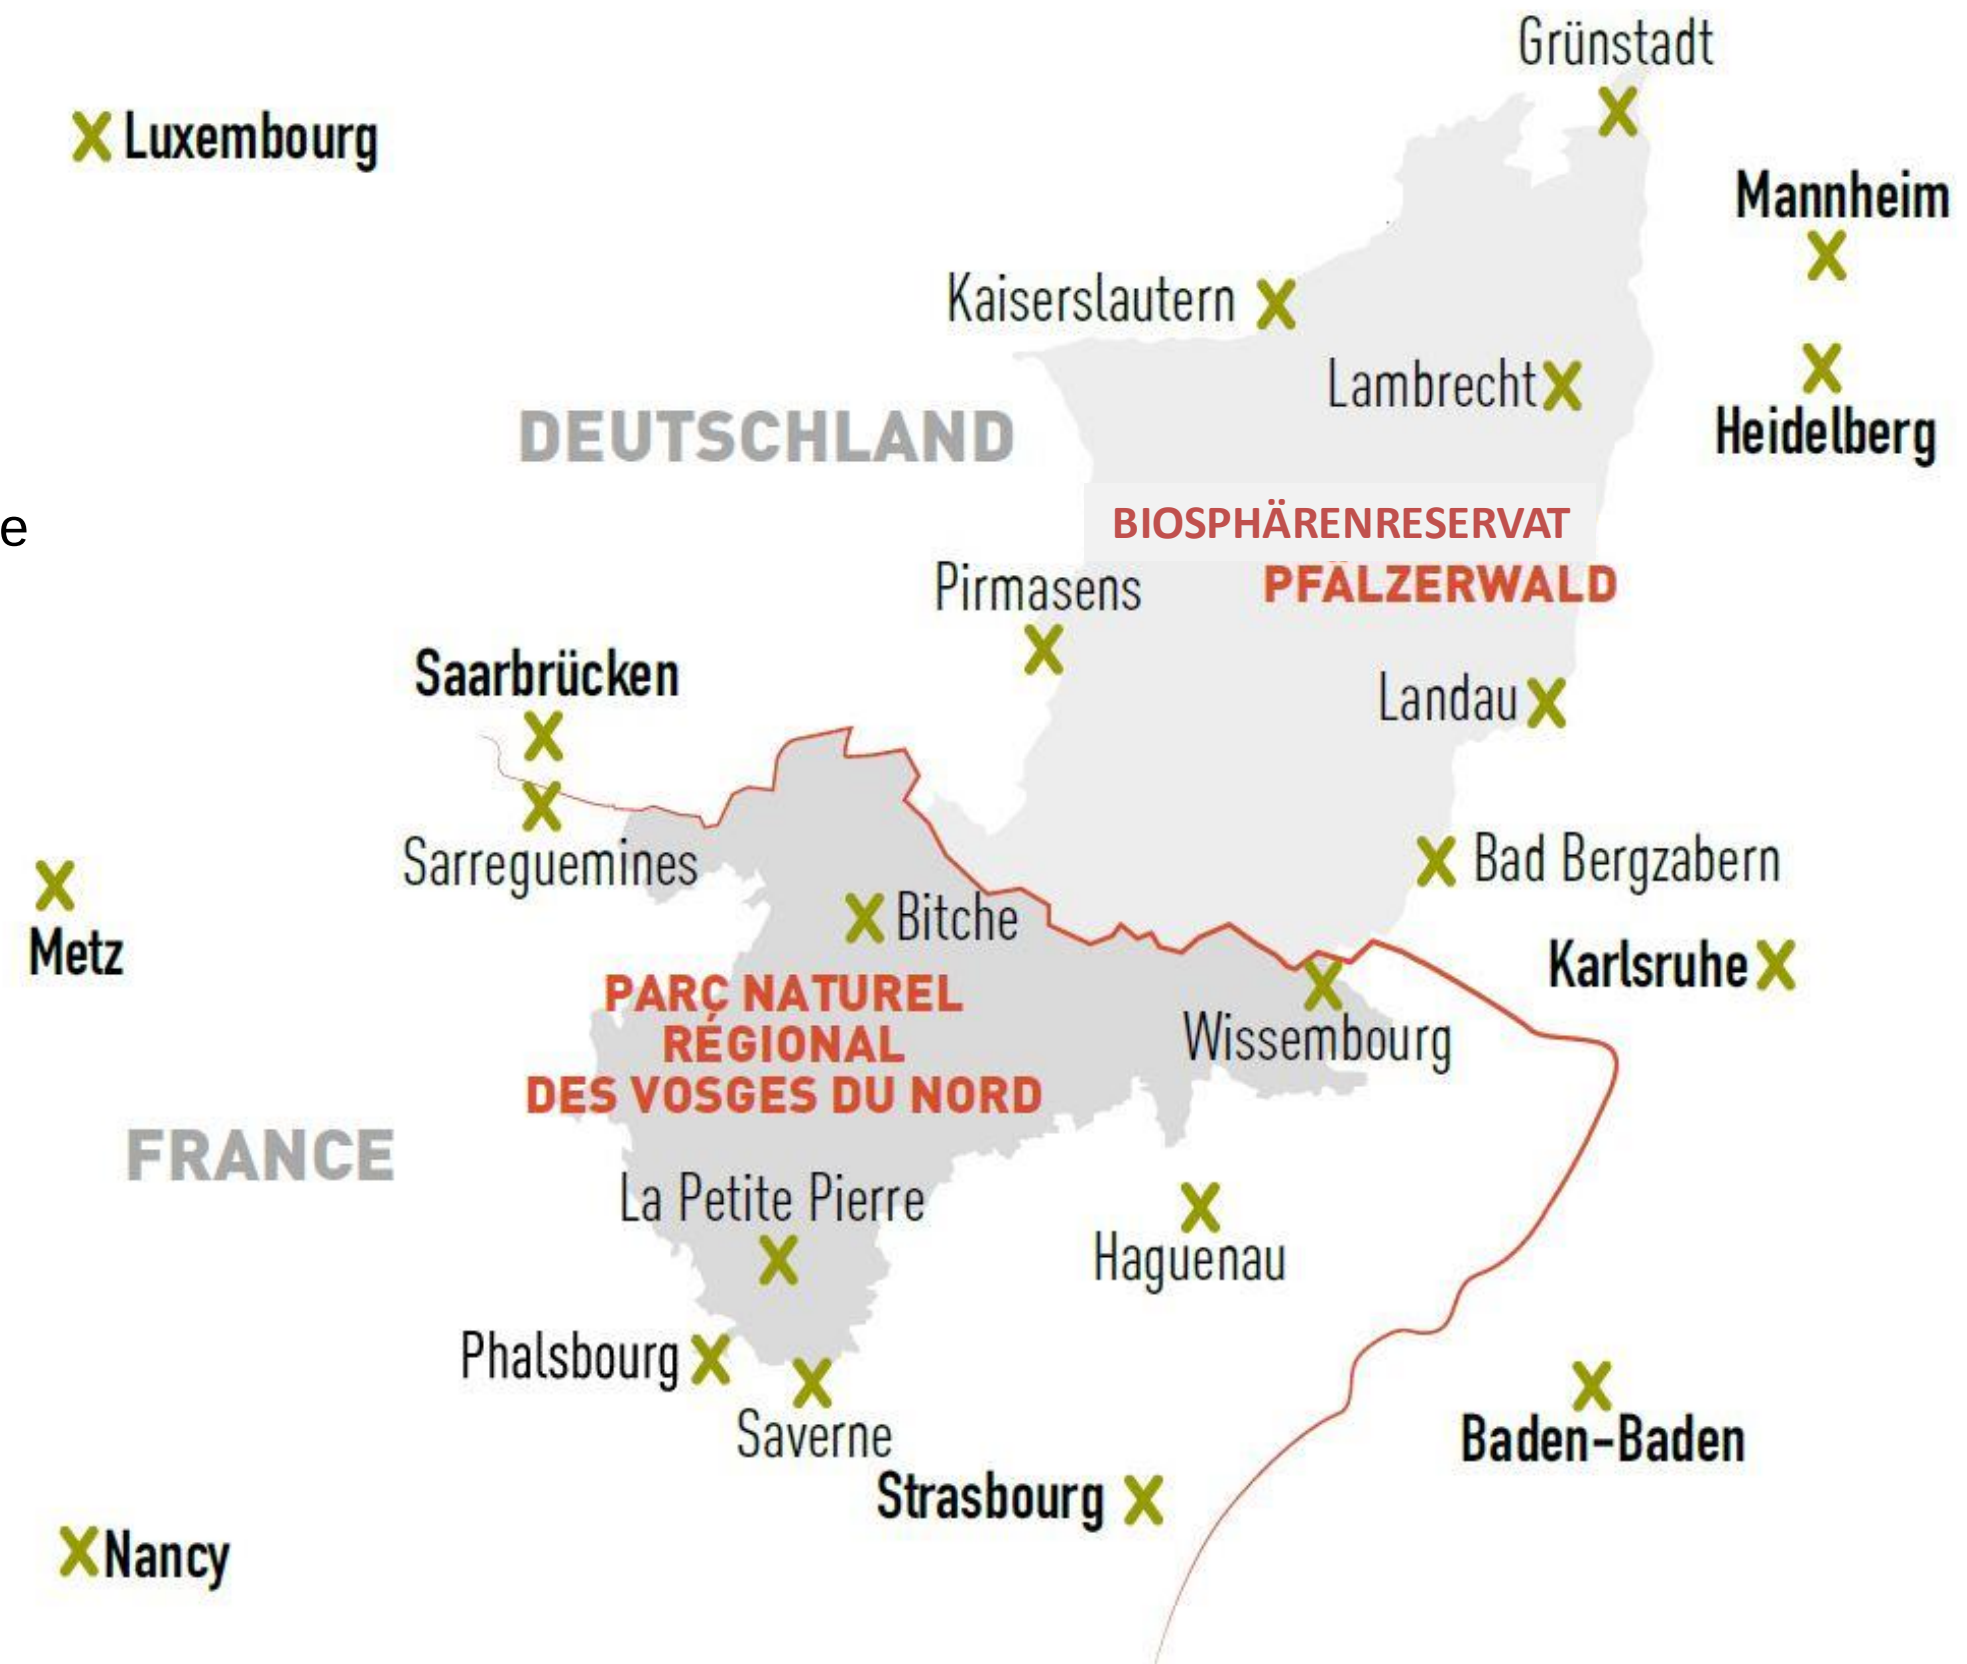 Grünstadt
Luxembourg
Mannheim
Kaiserslautern
Lambrecht
Heidelberg
DEUTSCHLAND
e
BIOSPHÄRENRESERVAT
PFÄLZERWALD
Pirmasens
Saarbrücken
Landau
Sarreguemines
Bad Bergzabern
Bitche
Metz
Karlsruhe
PARC NATUREL
RÉGIONAL
DES VOSGES DU NORD
Wissembourg
FRANCE
La Petite Pierre
Haguenau
Phalsbourg
Saverne
Baden-Baden
Strasbourg
Nancy